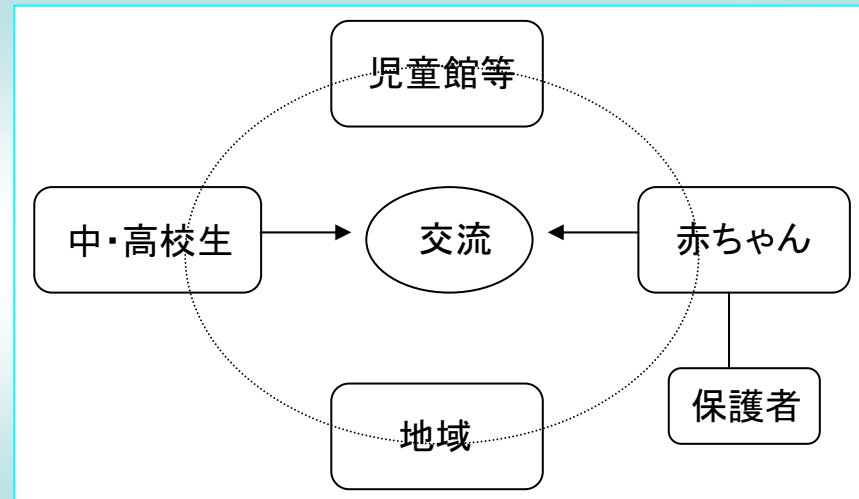 児童館等
中・高校生
交流
赤ちゃん
地域
保護者